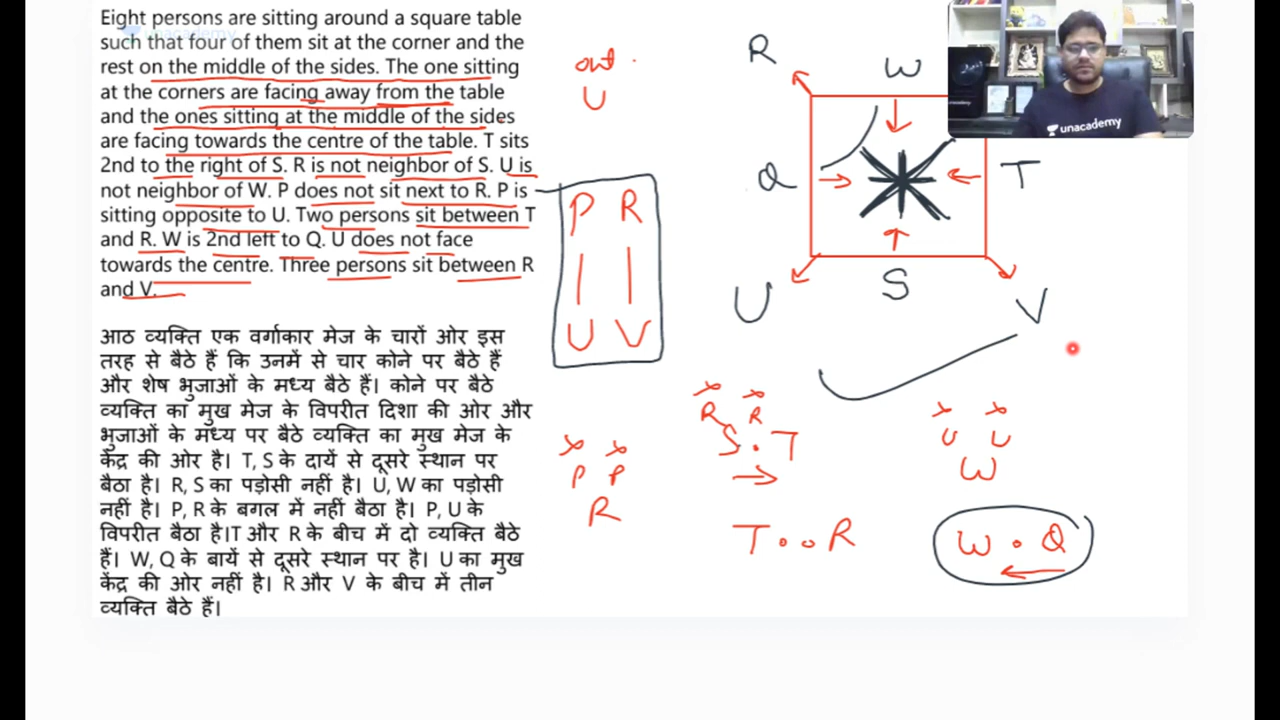 Eight persons are sitting around a square table
unacademy
such that four of them sit at the corner and the
rest on the middle of the sides. The one sitting
at the corners are facing away from the table
and the ones sitting at the middle of the sides
are facing towards the centre of the table. T sits
2nd to the right of S. R is not neighbor of S. U is
not neighbor of W. P does not sit next to R. P is
sitting opposite to U. Two persons sit between T
and R. W is 2nd left to Q. U does not face
towards the centre. Three persons sit between R
and V.
आठ व्यक्ति एक वर्गाकार मेज के चारों ओर इस
तरह से बैठे हैं कि उनमें से चार कोने पर बैठे हैं
और शेष भुजाओं के मध्य बैठे हैं। कोने पर बैठे
व्यक्ति का मुख मेज के विपरीत दिशा की ओर और
भुजाओं के मध्य पर बैठे व्यक्ति का मुख मेज के
केंद्र की ओर है। T, S के दायें से दूसरे स्थान पर
बैठा है। R, S का पड़ोसी नहीं है। U, W का पड़ोसी
नहीं है। P, R के बगल में नहीं बैठा है। P, U के
विपरीत बैठा है।T और R के बीच में दो व्यक्ति बैठे
हैं। W, Q के बायें से दूसरे स्थान पर है। U का मुख
केंद्र की ओर नहीं है। R और V के बीच में तीन
व्यक्ति बैठे हैं।
out
U
P R
U V
R W
Q T
U S V
x x
P P
R
x x
R R
S . T
T . . R
x x
U U
W
W . Q
unacademy